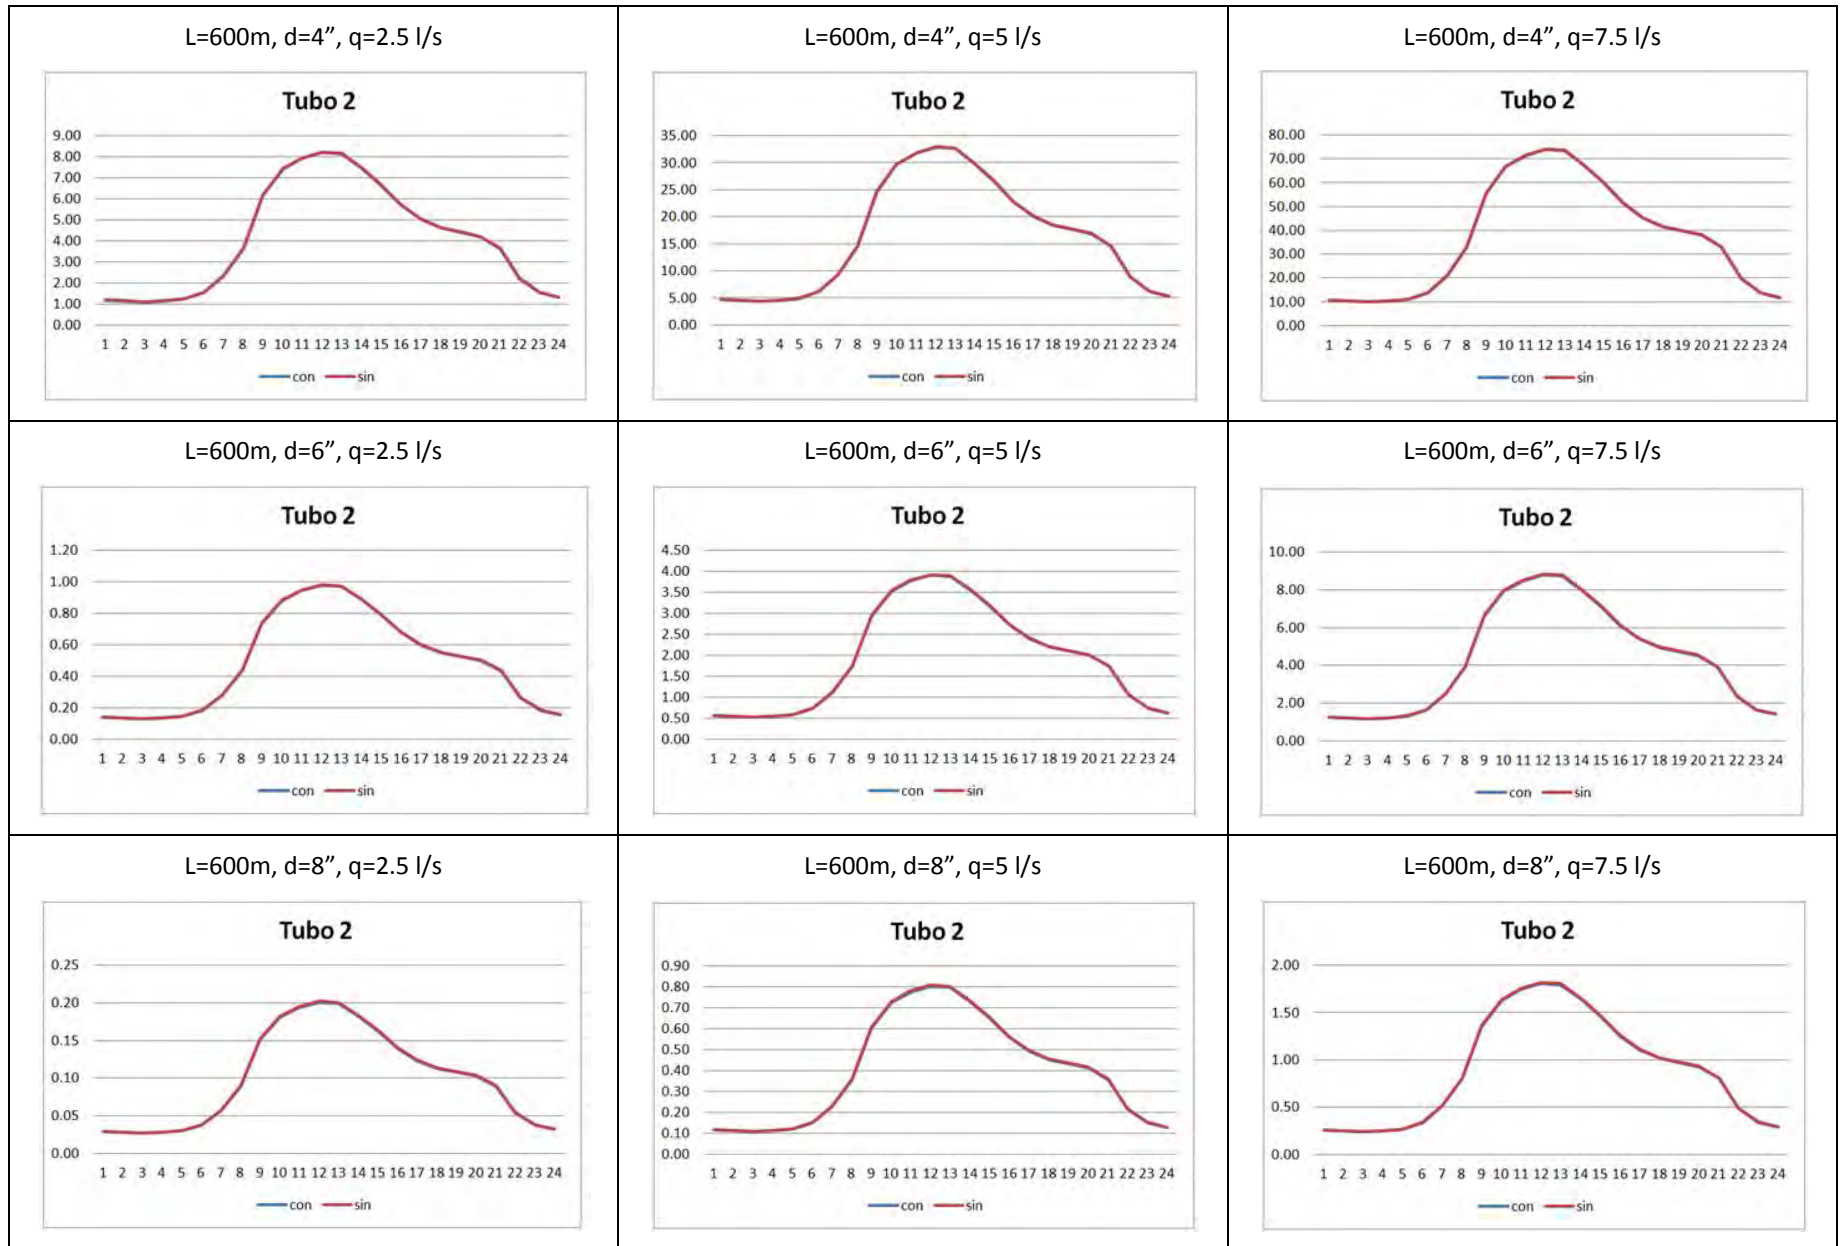 L=600m, d=4”, q=2.5 l/s
Tubo 2
9.00
8.00
7.00
6.00
5.00
4.00
3.00
2.00
1.00
0.00
1 2 3 4 5 6 7 8 9 10 11 12 13 14 15 16 17 18 19 20 21 22 23 24
con sin
L=600m, d=4”, q=5 l/s
Tubo 2
35.00
30.00
25.00
20.00
15.00
10.00
5.00
0.00
1 2 3 4 5 6 7 8 9 10 11 12 13 14 15 16 17 18 19 20 21 22 23 24
con sin
L=600m, d=4”, q=7.5 l/s
Tubo 2
80.00
70.00
60.00
50.00
40.00
30.00
20.00
10.00
0.00
1 2 3 4 5 6 7 8 9 10 11 12 13 14 15 16 17 18 19 20 21 22 23 24
con sin
L=600m, d=6”, q=2.5 l/s
Tubo 2
1.20
1.00
0.80
0.60
0.40
0.20
0.00
1 2 3 4 5 6 7 8 9 10 11 12 13 14 15 16 17 18 19 20 21 22 23 24
con sin
L=600m, d=6”, q=5 l/s
Tubo 2
4.50
4.00
3.50
3.00
2.50
2.00
1.50
1.00
0.50
0.00
1 2 3 4 5 6 7 8 9 10 11 12 13 14 15 16 17 18 19 20 21 22 23 24
con sin
L=600m, d=6”, q=7.5 l/s
Tubo 2
10.00
8.00
6.00
4.00
2.00
0.00
1 2 3 4 5 6 7 8 9 10 11 12 13 14 15 16 17 18 19 20 21 22 23 24
con sin
L=600m, d=8”, q=2.5 l/s
Tubo 2
0.25
0.20
0.15
0.10
0.05
0.00
1 2 3 4 5 6 7 8 9 10 11 12 13 14 15 16 17 18 19 20 21 22 23 24
con sin
L=600m, d=8”, q=5 l/s
Tubo 2
0.90
0.80
0.70
0.60
0.50
0.40
0.30
0.20
0.10
0.00
1 2 3 4 5 6 7 8 9 10 11 12 13 14 15 16 17 18 19 20 21 22 23 24
con sin
L=600m, d=8”, q=7.5 l/s
Tubo 2
2.00
1.50
1.00
0.50
0.00
1 2 3 4 5 6 7 8 9 10 11 12 13 14 15 16 17 18 19 20 21 22 23 24
con sin